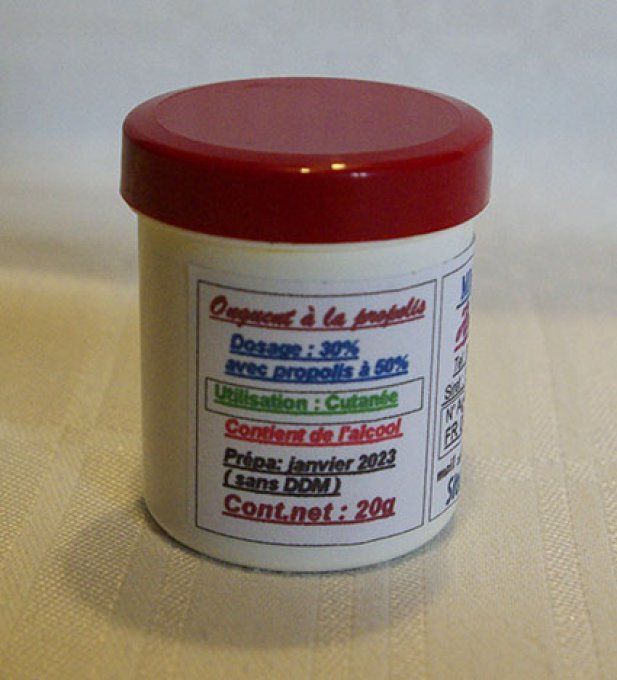 Onguent à la propolis
Dosage : 30%
avec propolis à 50%
Utilisation : Cutanée
Contient de l'alcool
Prépa: janvier 2023
( sans DDM )
Cont.net : 20g
N° A
FR